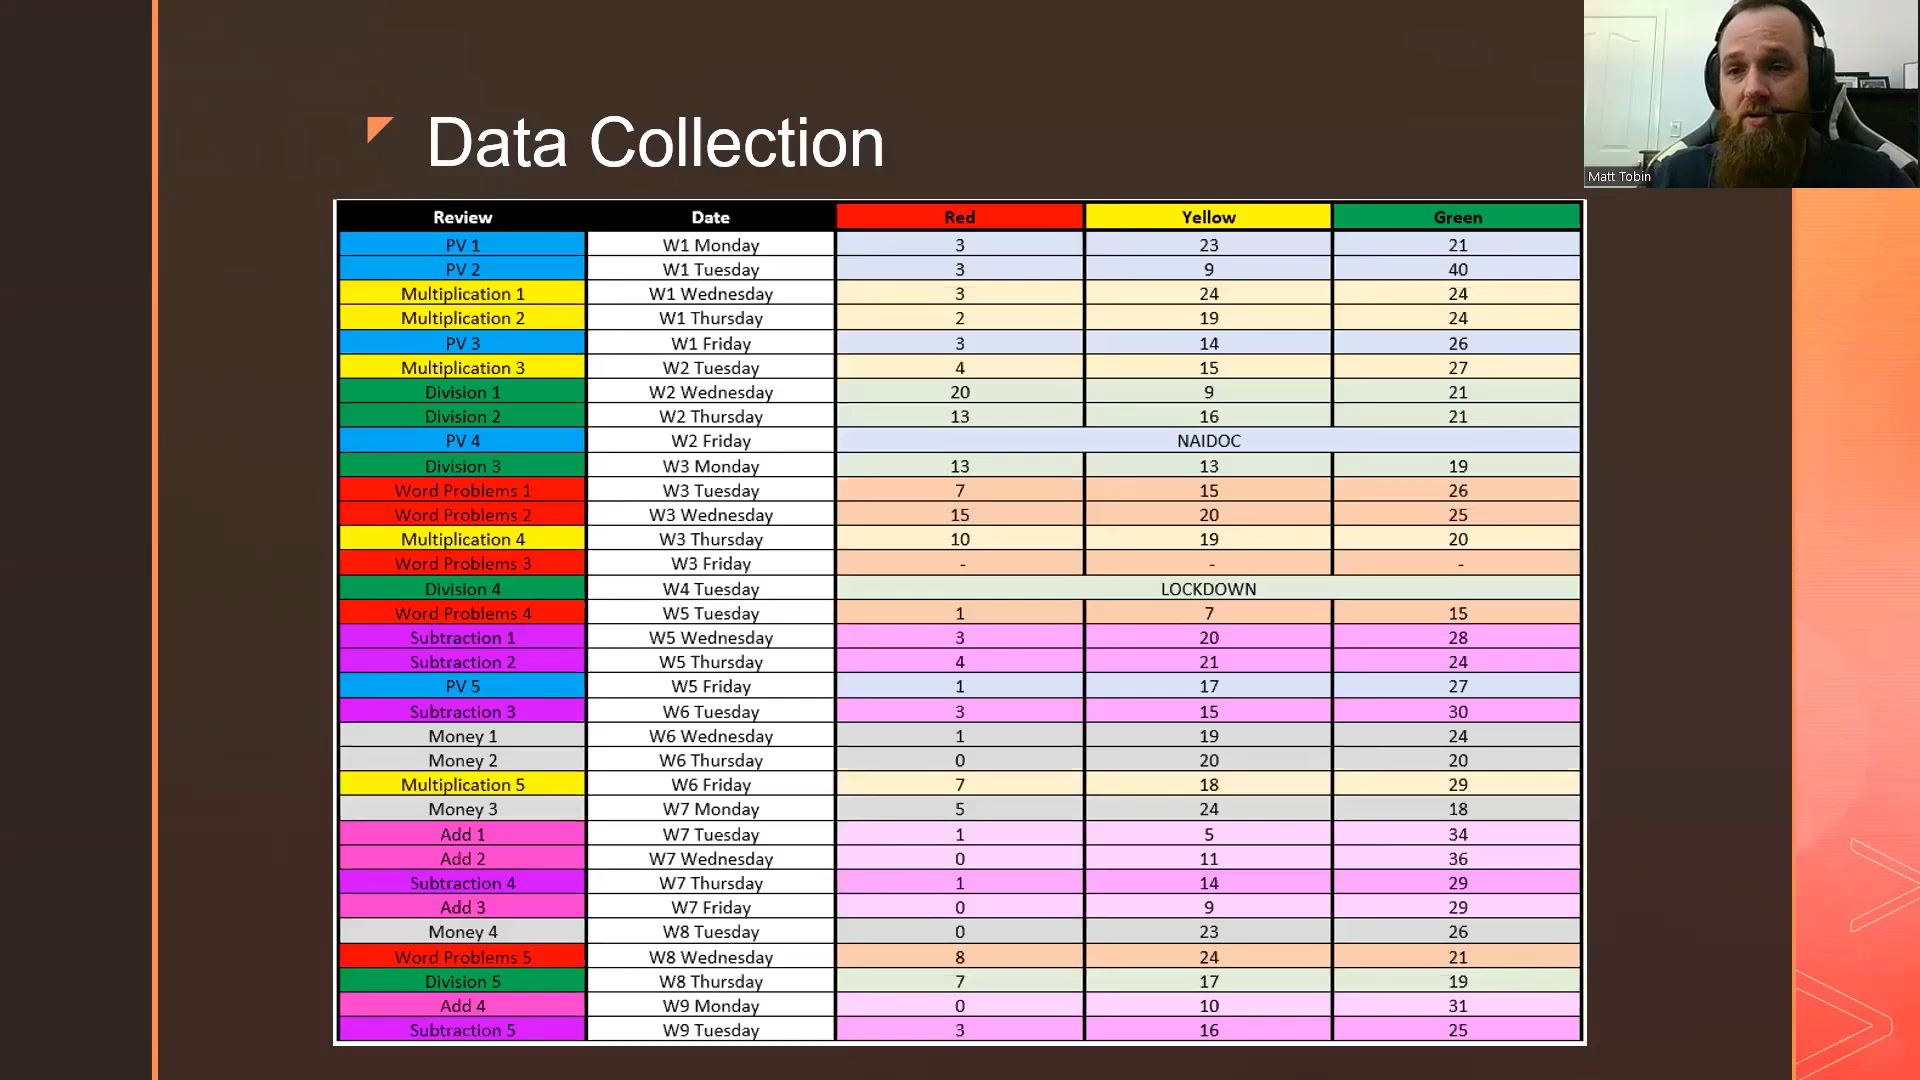 Matt Tobin
Data Collection
Review Date Red Yellow Green
PV 1 W1 Monday 3 23 21
PV 2 W1 Tuesday 3 9 40
Multiplication 1 W1 Wednesday 3 24 24
Multiplication 2 W1 Thursday 2 19 24
PV 3 W1 Friday 3 14 26
Multiplication 3 W2 Tuesday 4 15 27
Division 1 W2 Wednesday 20 9 21
Division 2 W2 Thursday 13 16 21
PV 4 W2 Friday NAIDOC
Division 3 W3 Monday 13 13 19
Word Problems 1 W3 Tuesday 7 15 26
Word Problems 2 W3 Wednesday 15 20 25
Multiplication 4 W3 Thursday 10 19 20
Word Problems 3 W3 Friday - - -
Division 4 W4 Tuesday LOCKDOWN
Word Problems 4 W5 Tuesday 1 7 15
Subtraction 1 W5 Wednesday 3 20 28
Subtraction 2 W5 Thursday 4 21 24
PV 5 W5 Friday 1 17 27
Subtraction 3 W6 Tuesday 3 15 30
Money 1 W6 Wednesday 1 19 24
Money 2 W6 Thursday 0 20 20
Multiplication 5 W6 Friday 7 18 29
Money 3 W7 Monday 5 24 18
Add 1 W7 Tuesday 1 5 34
Add 2 W7 Wednesday 0 11 36
Subtraction 4 W7 Thursday 1 14 29
Add 3 W7 Friday 0 9 29
Money 4 W8 Tuesday 0 23 26
Word Problems 5 W8 Wednesday 8 24 21
Division 5 W8 Thursday 7 17 19
Add 4 W9 Monday 0 10 31
Subtraction 5 W9 Tuesday 3 16 25